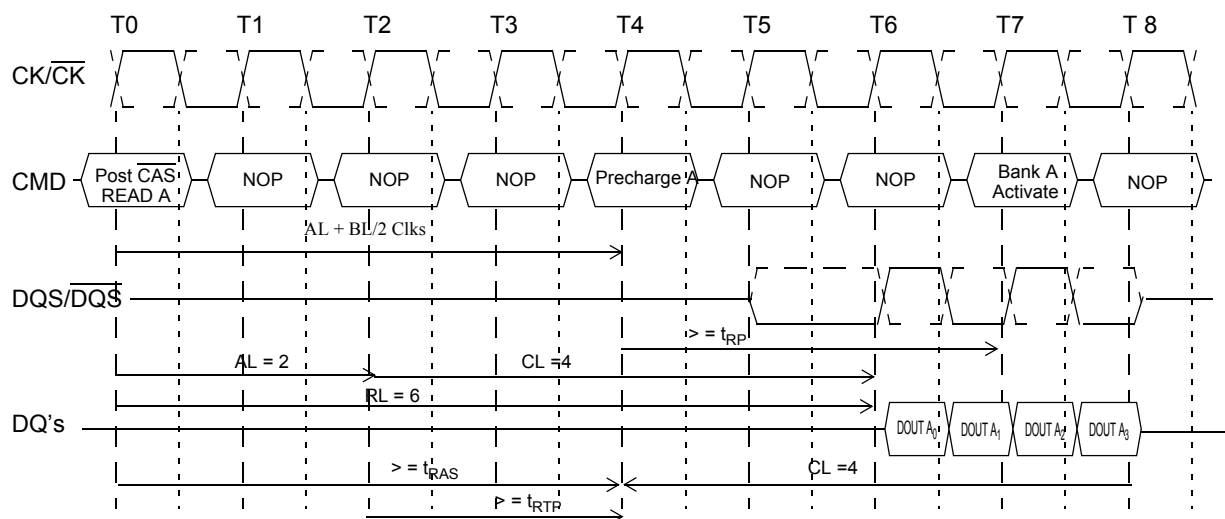 T0 T1 T2 T3 T4 T5 T6 T7 T 8
CK/CK
CMD
Post CAS
READ A
NOP
NOP
NOP
Precharge A
NOP
NOP
Bank A
Activate
NOP
AL + BL/2 Clks
DQS/DQS
> = tRP
AL = 2
CL =4
RL = 6
DQ's
DOUT A0
DOUT A1
DOUT A2
DOUT A3
> = tRAS
CL =4
> = tRTP